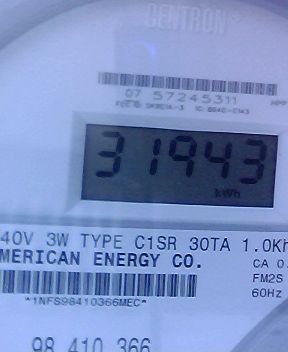 CENTRON
07 57245311
31943
kWh
40V 3W TYPE C1SR 30TA 1.0Kh
MERICAN ENERGY CO.
CA 0.
FM2S
*1NFS98410366MEC*
60Hz
98 410 366